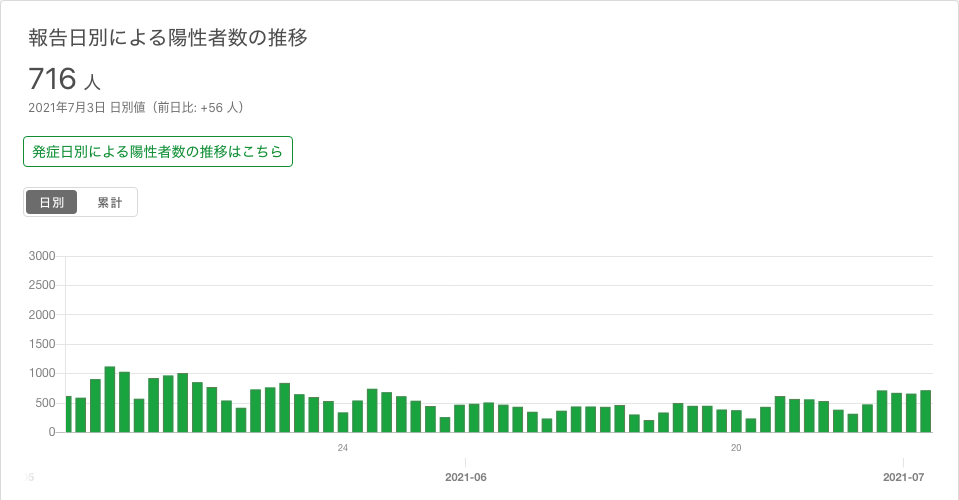 報告日別による陽性者数の推移
716 人
2021年7月3日 日別値（前日比: +56 人）
発症日別による陽性者数の推移はこちら
日別 累計
3000
2500
2000
1500
1000
500
0
24 20
2021-06 2021-07